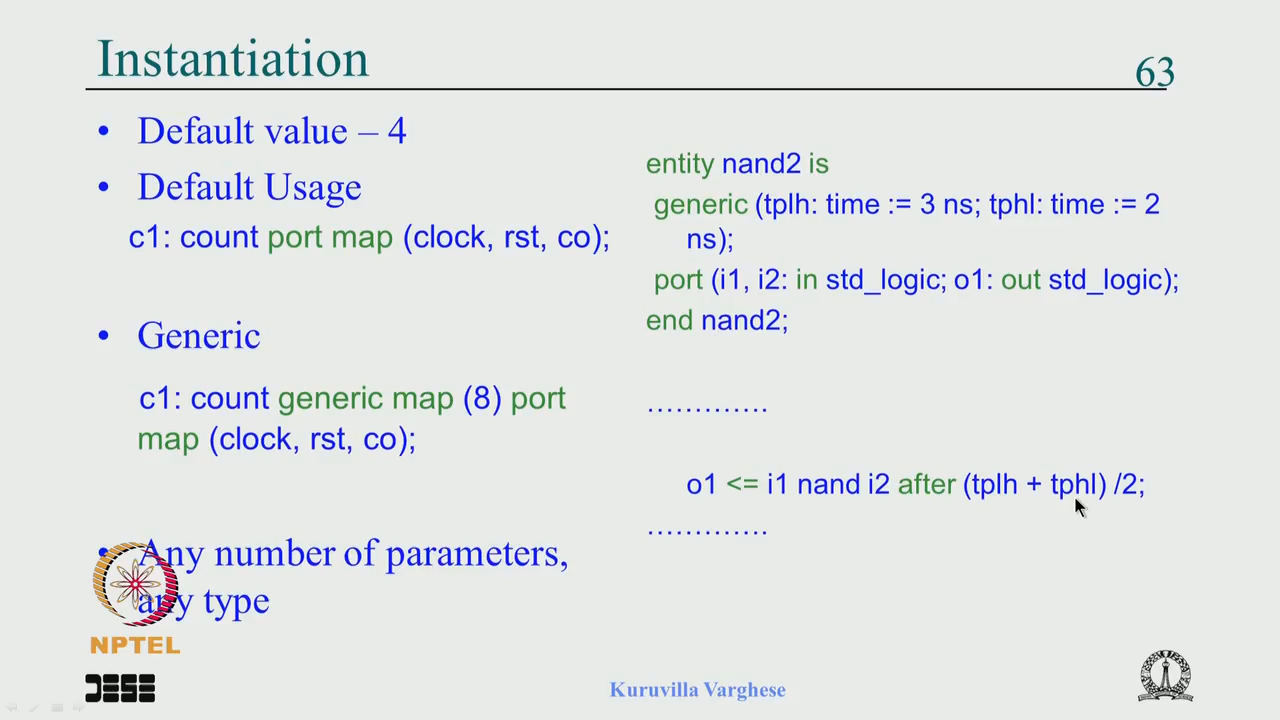 Instantiation
63
• Default value – 4
• Default Usage
c1: count port map (clock, rst, co);
• Generic
c1: count generic map (8) port
map (clock, rst, co);
• Any number of parameters,
any type
entity nand2 is
generic (tplh: time := 3 ns; tphl: time := 2
ns);
port (i1, i2: in std_logic; o1: out std_logic);
end nand2;
………….
o1 <= i1 nand i2 after (tplh + tphl) /2;
………….
NPTEL
DESE
Kuruvilla Varghese